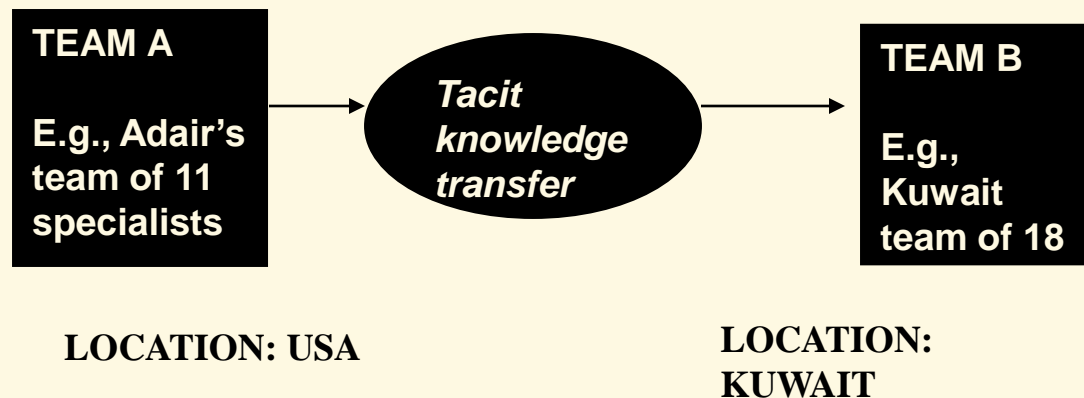 TEAM A
E.g., Adair’s
team of 11
specialists
Tacit
knowledge
transfer
TEAM B
E.g.,
Kuwait
team of 18
LOCATION: USA
LOCATION:
KUWAIT